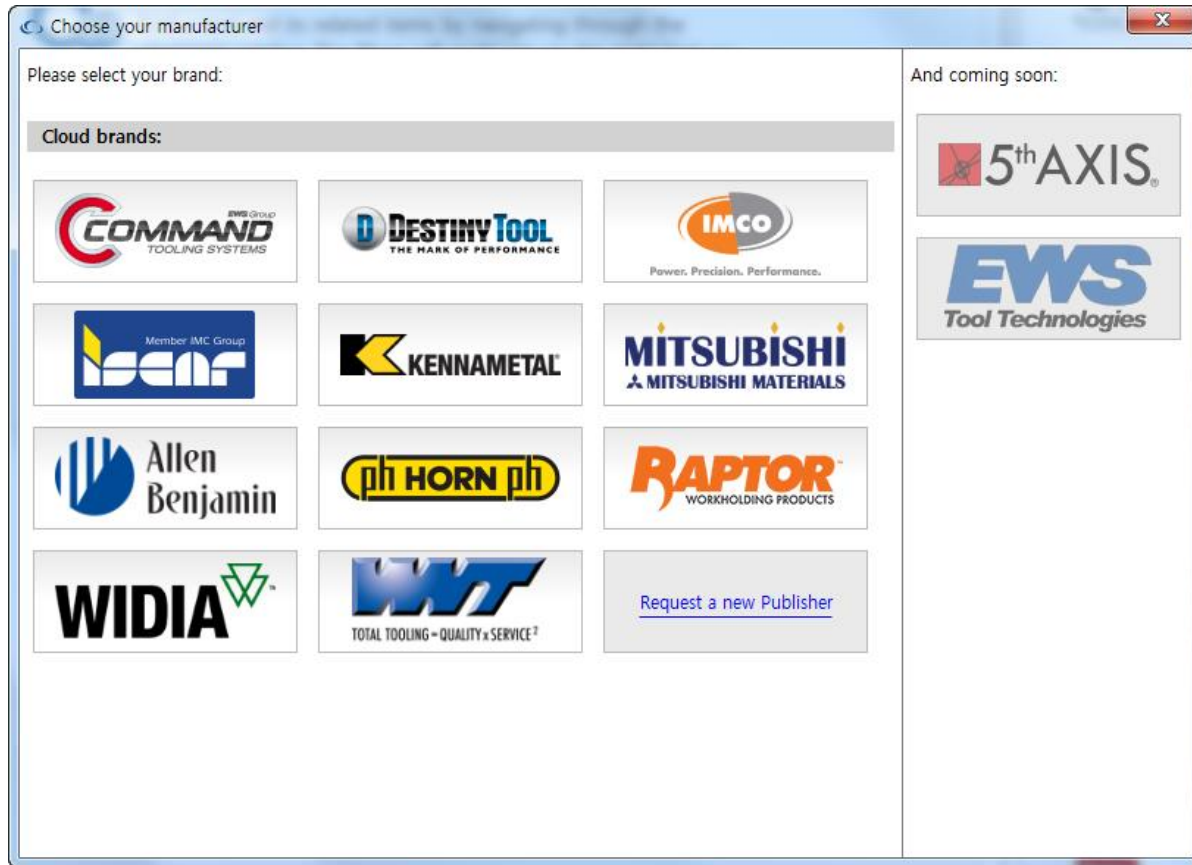 Choose your manufacturer
Please select your brand:
And coming soon:
Cloud brands:
EWS Group
COMMAND
TOOLING SYSTEMS
D DESTINY TOOL
THE MARK OF PERFORMANCE
IMCO
Power. Precision. Performance.
5th AXIS®
Member IMC Group
ISCAR
KENNAMETAL
MITSUBISHI
MITSUBISHI MATERIALS
EWS
Tool Technologies
Allen
Benjamin
ph HORN ph
RAPTOR™
WORKHOLDING PRODUCTS
WIDIA™
WNT
TOTAL TOOLING=QUALITY x SERVICE²
Request a new Publisher